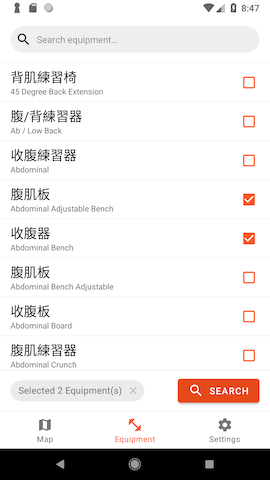 8:47
Search equipment...
背肌練習椅
45 Degree Back Extension
腹/背練習器
Ab / Low Back
收腹練習器
Abdominal
腹肌板
Abdominal Adjustable Bench
收腹器
Abdominal Bench
腹肌板
Abdominal Bench Adjustable
收腹板
Abdominal Board
腹肌練習器
Abdominal Crunch
Selected 2 Equipment(s)
SEARCH
Map
Equipment
Settings